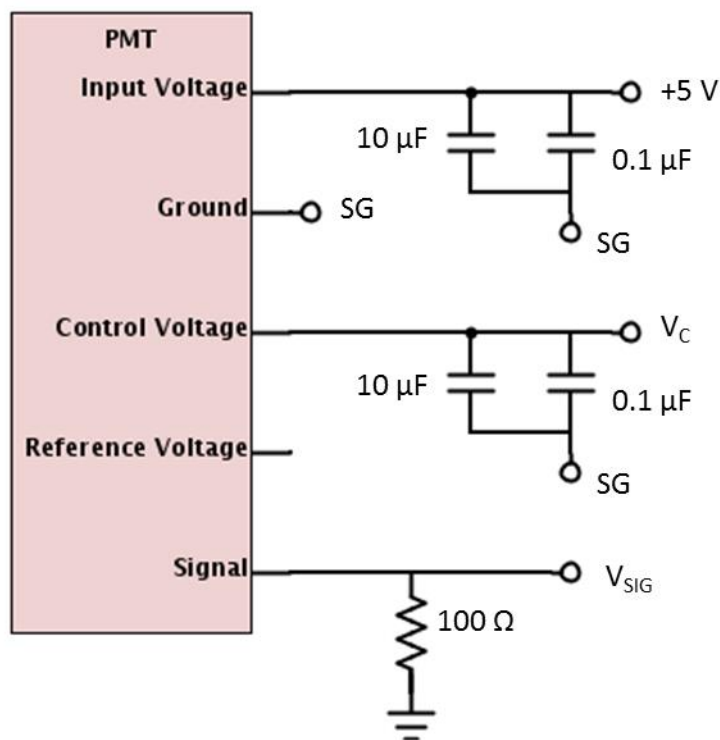 PMT
Input Voltage
+5 V
10 µF
0.1 µF
Ground
SG
SG
Control Voltage
V_C
10 µF
0.1 µF
Reference Voltage
SG
Signal
V_SIG
100 Ω